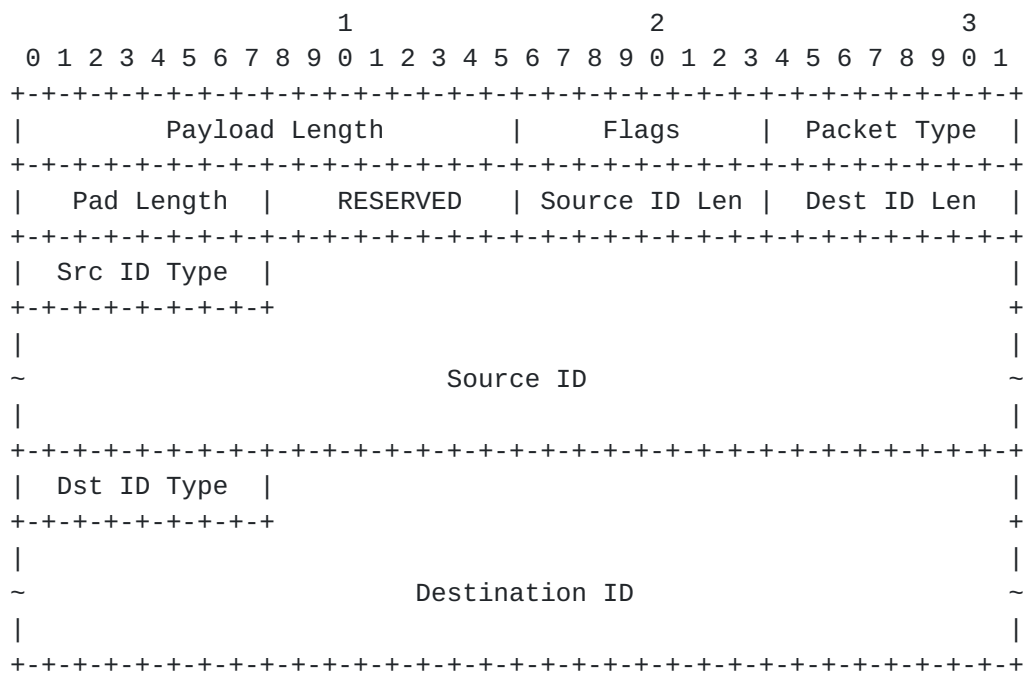 1                   2                   3
 0 1 2 3 4 5 6 7 8 9 0 1 2 3 4 5 6 7 8 9 0 1 2 3 4 5 6 7 8 9 0 1
+-+-+-+-+-+-+-+-+-+-+-+-+-+-+-+-+-+-+-+-+-+-+-+-+-+-+-+-+-+-+-+-+
|         Payload Length        |     Flags     |  Packet Type  |
+-+-+-+-+-+-+-+-+-+-+-+-+-+-+-+-+-+-+-+-+-+-+-+-+-+-+-+-+-+-+-+-+
|   Pad Length  |    RESERVED   | Source ID Len |  Dest ID Len  |
+-+-+-+-+-+-+-+-+-+-+-+-+-+-+-+-+-+-+-+-+-+-+-+-+-+-+-+-+-+-+-+-+
|  Src ID Type  |                                               |
+-+-+-+-+-+-+-+-+                                               +
|                                                               |
~                           Source ID                           ~
|                                                               |
+-+-+-+-+-+-+-+-+-+-+-+-+-+-+-+-+-+-+-+-+-+-+-+-+-+-+-+-+-+-+-+-+
|  Dst ID Type  |                                               |
+-+-+-+-+-+-+-+-+                                               +
|                                                               |
~                         Destination ID                        ~
|                                                               |
+-+-+-+-+-+-+-+-+-+-+-+-+-+-+-+-+-+-+-+-+-+-+-+-+-+-+-+-+-+-+-+-+